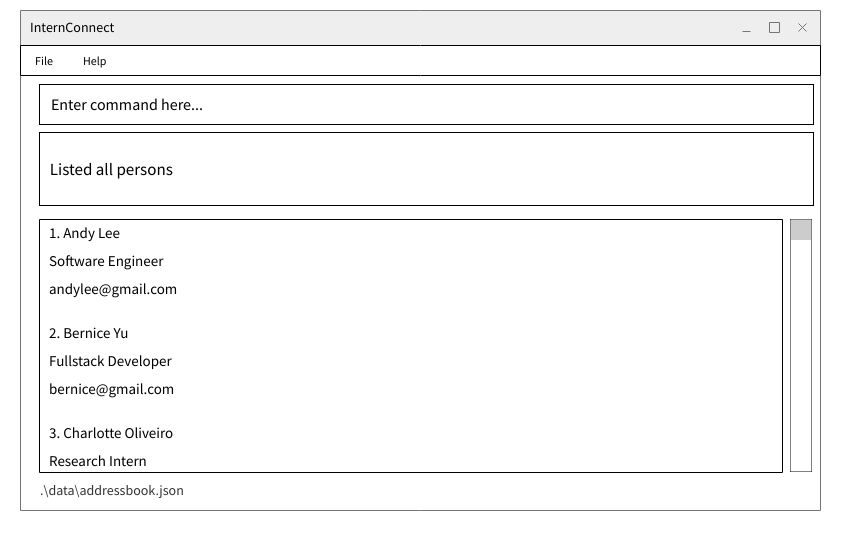 InternConnect
File Help
Enter command here...
Listed all persons
1. Andy Lee
Software Engineer
andylee@gmail.com
2. Bernice Yu
Fullstack Developer
bernice@gmail.com
3. Charlotte Oliveiro
Research Intern
.\data\addressbook.json